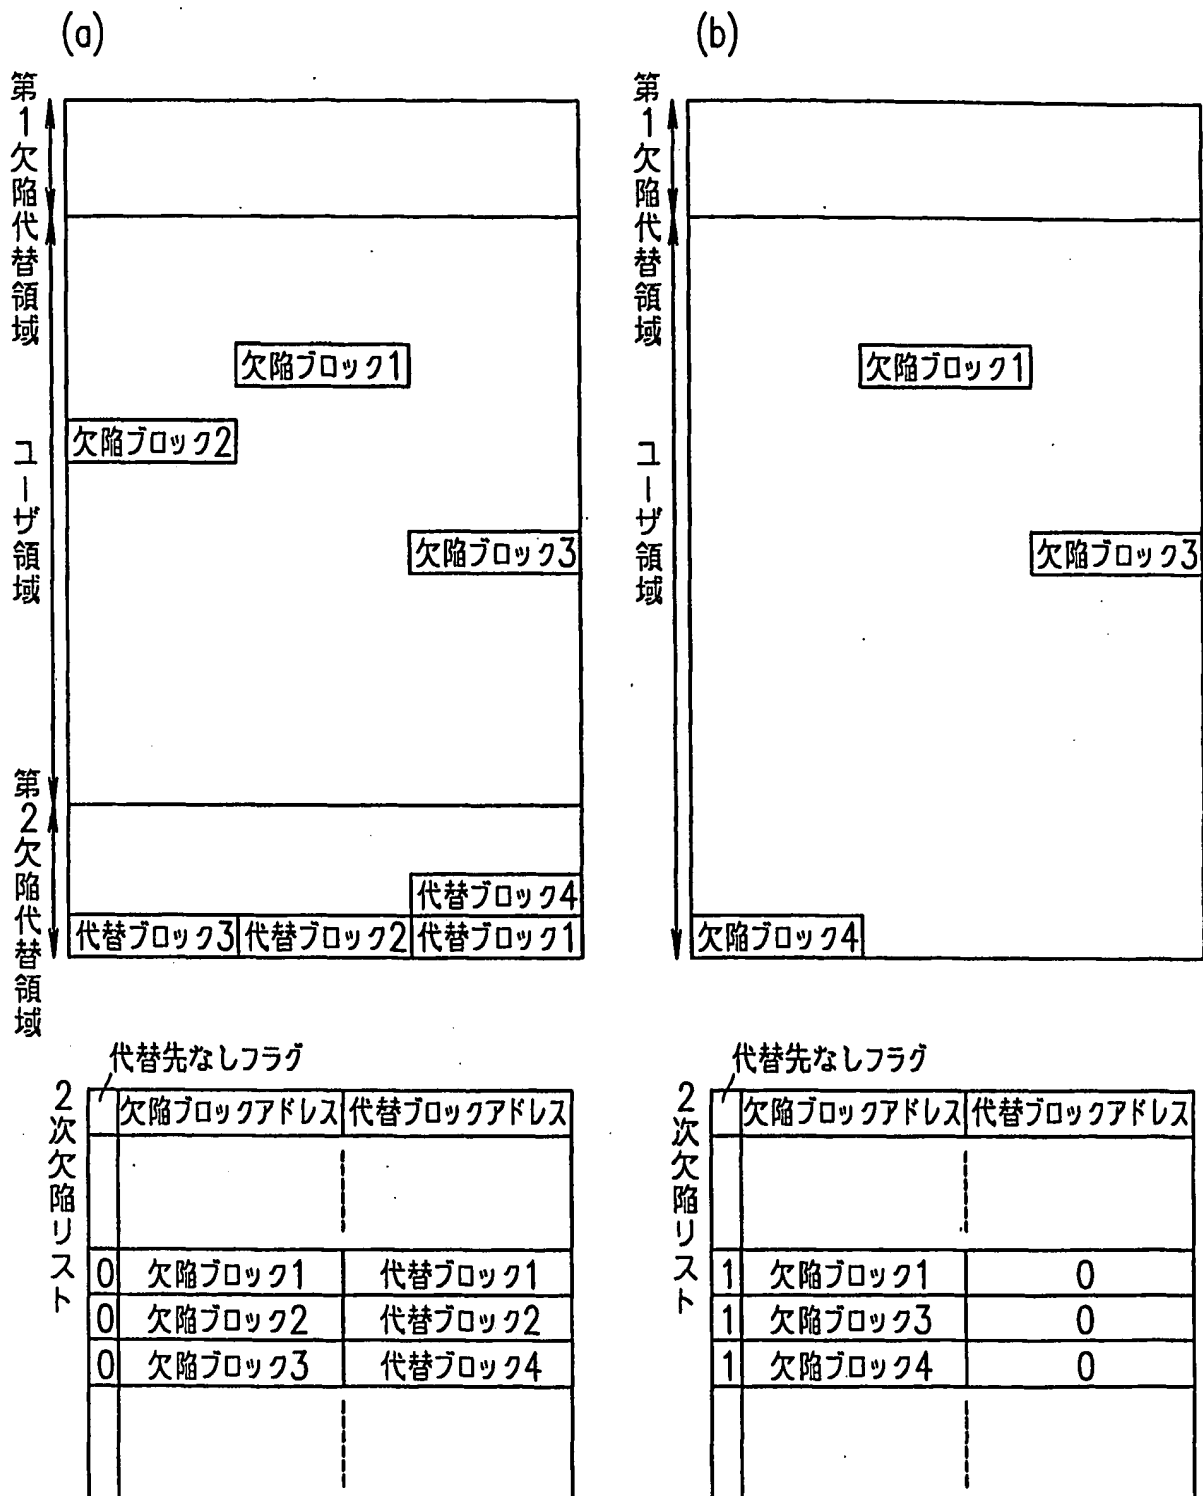 (a)
第1欠陥代替領域
ユーザ領域
第2欠陥代替領域
欠陥ブロック1
欠陥ブロック2
欠陥ブロック3
代替ブロック4
代替ブロック3 代替ブロック2 代替ブロック1
代替先なしフラグ
2次欠陥リスト
欠陥ブロックアドレス 代替ブロックアドレス
0 欠陥ブロック1 代替ブロック1
0 欠陥ブロック2 代替ブロック2
0 欠陥ブロック3 代替ブロック4
(b)
第1欠陥代替領域
ユーザ領域
欠陥ブロック1
欠陥ブロック3
欠陥ブロック4
代替先なしフラグ
2次欠陥リスト
欠陥ブロックアドレス 代替ブロックアドレス
1 欠陥ブロック1 0
1 欠陥ブロック3 0
1 欠陥ブロック4 0